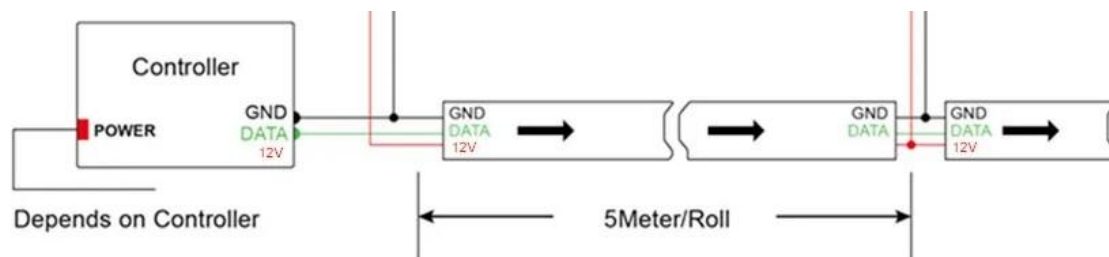 Controller
POWER
GND
DATA
12V
GND
DATA
12V
GND
DATA
GND
DATA
12V
Depends on Controller
5Meter/Roll